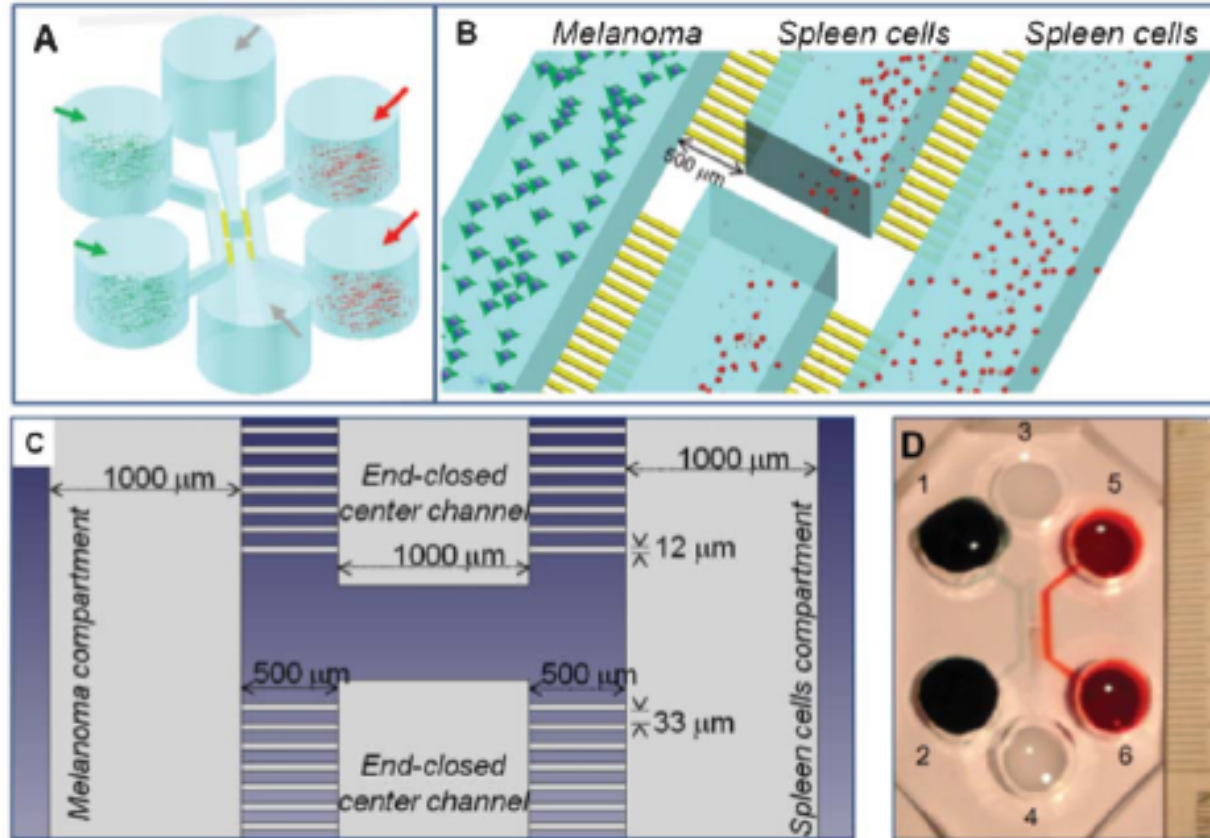 A
B
Melanoma
Spleen cells
Spleen cells
500 μm
C
1000 μm
End-closed
center channel
1000 μm
1000 μm
12 μm
Melanoma compartment
500 μm
500 μm
33 μm
End-closed
center channel
Spleen cells compartment
D
3
1
5
2
6
4